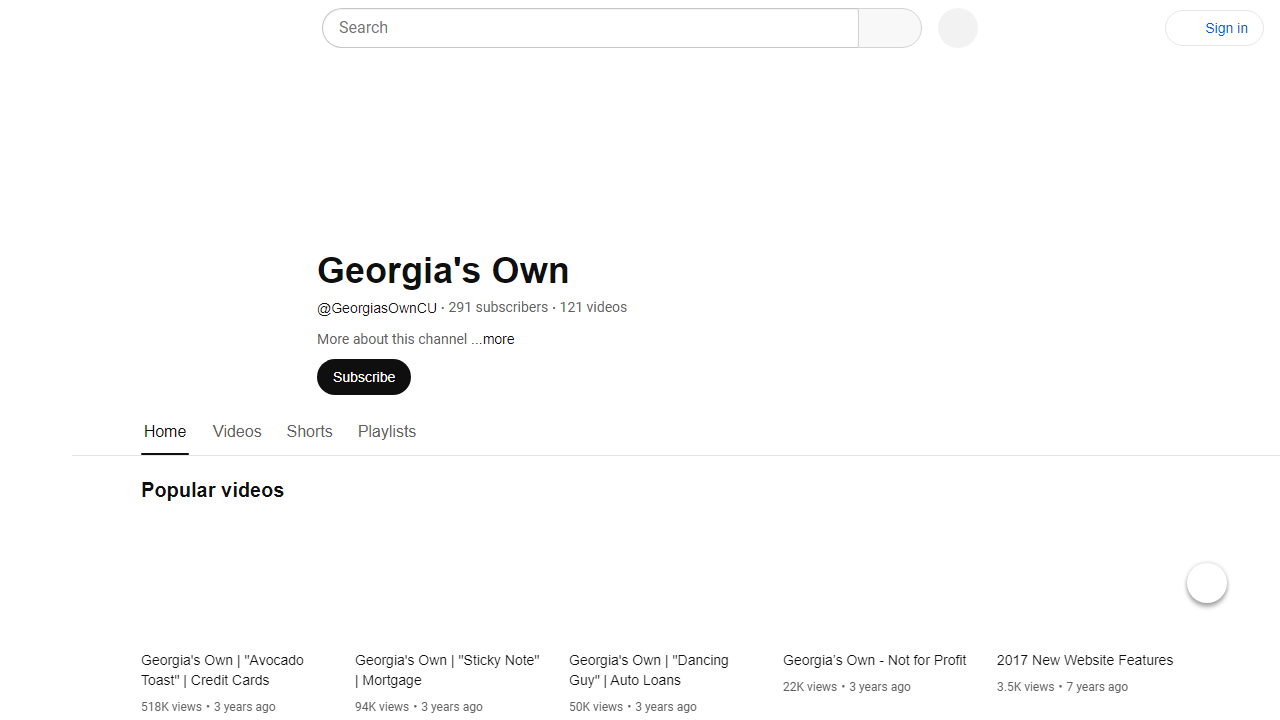 Search
Sign in
Georgia's Own
@GeorgiasOwnCU · 291 subscribers · 121 videos
More about this channel ...more
Subscribe
Home Videos Shorts Playlists
Popular videos
Georgia's Own | "Avocado
Toast" | Credit Cards
518K views • 3 years ago
Georgia's Own | "Sticky Note"
| Mortgage
94K views • 3 years ago
Georgia's Own | "Dancing
Guy" | Auto Loans
50K views • 3 years ago
Georgia’s Own - Not for Profit
22K views • 3 years ago
2017 New Website Features
3.5K views • 7 years ago